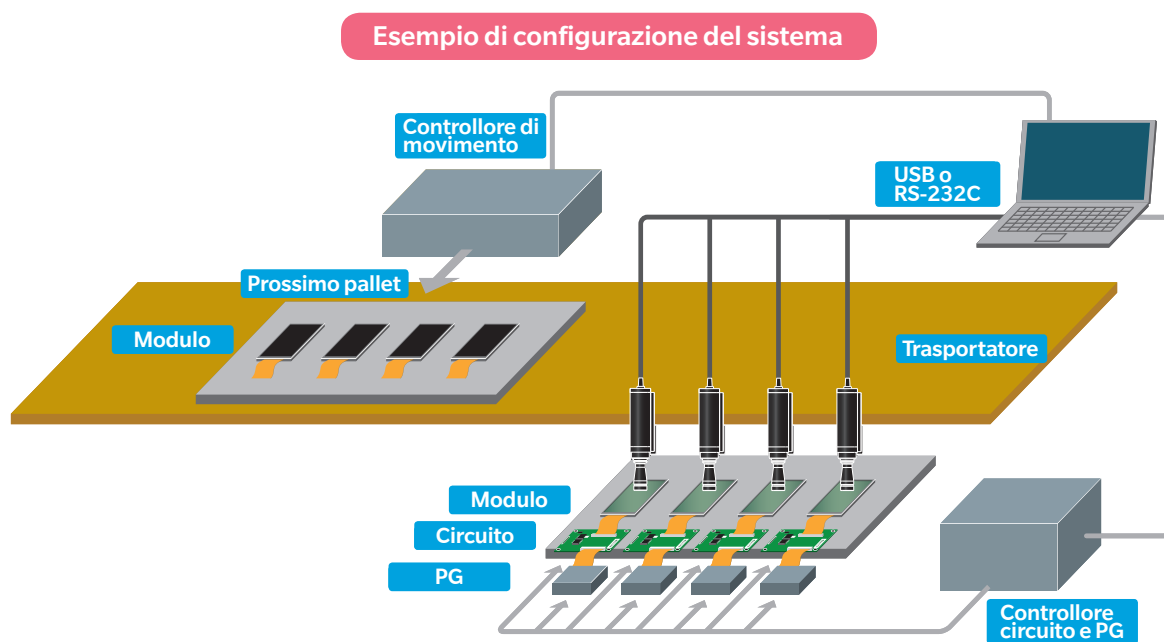 Esempio di configurazione del sistema
Controllore di
movimento
USB o
RS-232C
Prossimo pallet
Modulo
Trasportatore
Modulo
Circuito
PG
Controllore
circuito e PG